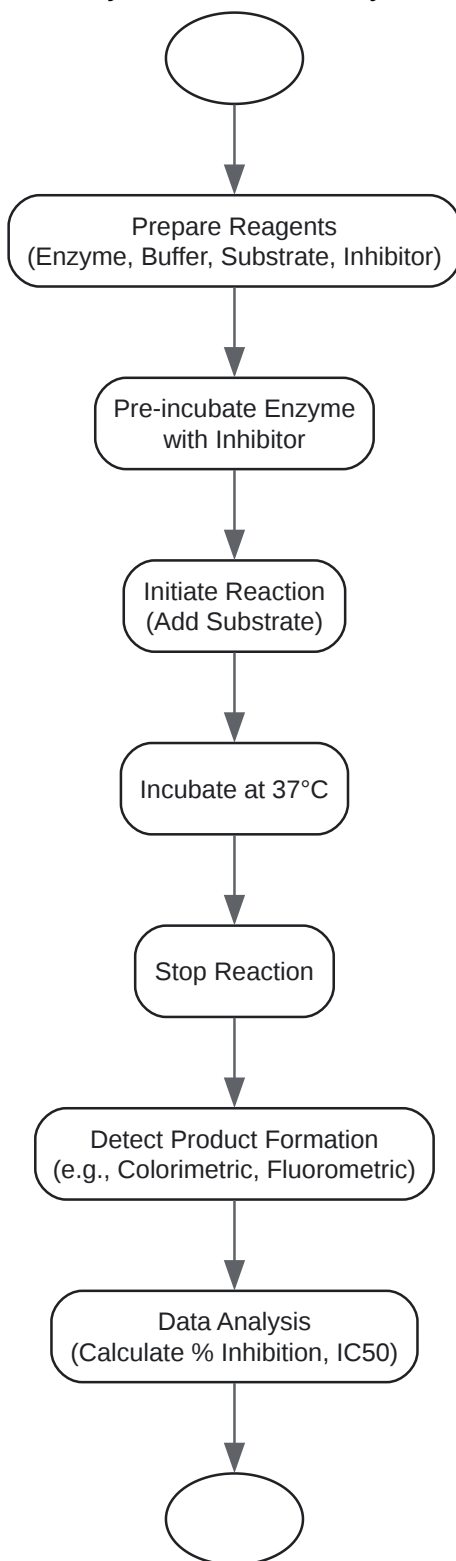 Prepare Reagents
(Enzyme, Buffer, Substrate, Inhibitor)
Pre-incubate Enzyme
with Inhibitor
Initiate Reaction
(Add Substrate)
Incubate at 37°C
Stop Reaction
Detect Product Formation
(e.g., Colorimetric, Fluorometric)
Data Analysis
(Calculate % Inhibition, IC50)